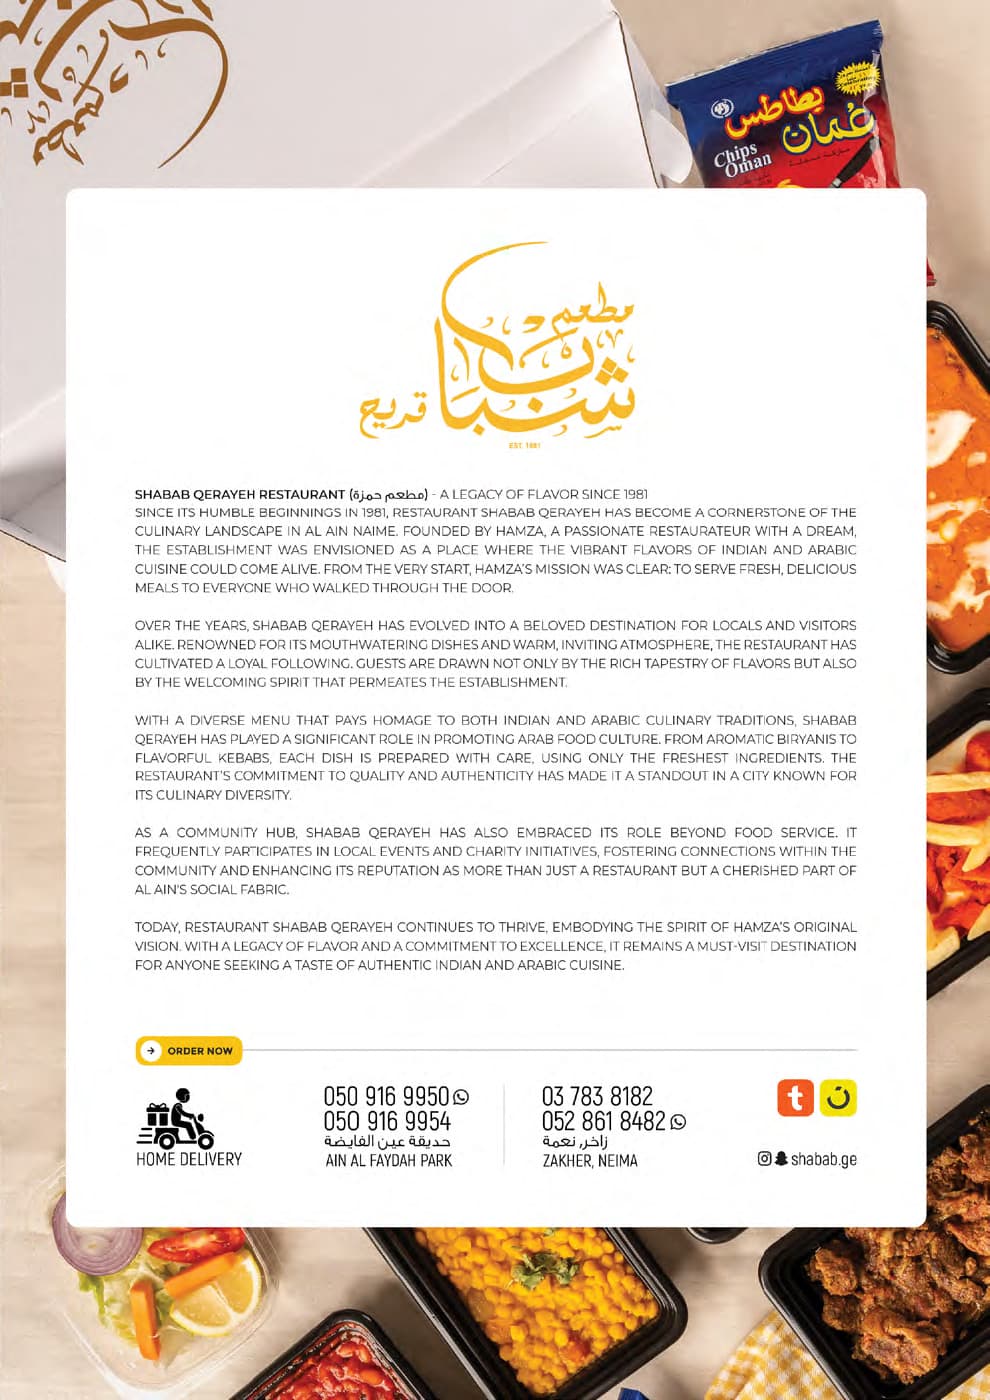 Chips
Oman
بطاطس
عُمان
مطعم
شباب
قريح
EST. 1981
SHABAB QERAYEH RESTAURANT (مطعم حمزة) - A LEGACY OF FLAVOR SINCE 1981
SINCE ITS HUMBLE BEGINNINGS IN 1981, RESTAURANT SHABAB QERAYEH HAS BECOME A CORNERSTONE OF THE
CULINARY LANDSCAPE IN AL AIN NAIME. FOUNDED BY HAMZA, A PASSIONATE RESTAURATEUR WITH A DREAM,
THE ESTABLISHMENT WAS ENVISIONED AS A PLACE WHERE THE VIBRANT FLAVORS OF INDIAN AND ARABIC
CUISINE COULD COME ALIVE. FROM THE VERY START, HAMZA'S MISSION WAS CLEAR: TO SERVE FRESH, DELICIOUS
MEALS TO EVERYONE WHO WALKED THROUGH THE DOOR.
OVER THE YEARS, SHABAB QERAYEH HAS EVOLVED INTO A BELOVED DESTINATION FOR LOCALS AND VISITORS
ALIKE. RENOWNED FOR ITS MOUTHWATERING DISHES AND WARM, INVITING ATMOSPHERE, THE RESTAURANT HAS
CULTIVATED A LOYAL FOLLOWING. GUESTS ARE DRAWN NOT ONLY BY THE RICH TAPESTRY OF FLAVORS BUT ALSO
BY THE WELCOMING SPIRIT THAT PERMEATES THE ESTABLISHMENT.
WITH A DIVERSE MENU THAT PAYS HOMAGE TO BOTH INDIAN AND ARABIC CULINARY TRADITIONS, SHABAB
QERAYEH HAS PLAYED A SIGNIFICANT ROLE IN PROMOTING ARAB FOOD CULTURE. FROM AROMATIC BIRYANIS TO
FLAVORFUL KEBABS, EACH DISH IS PREPARED WITH CARE, USING ONLY THE FRESHEST INGREDIENTS. THE
RESTAURANT'S COMMITMENT TO QUALITY AND AUTHENTICITY HAS MADE IT A STANDOUT IN A CITY KNOWN FOR
ITS CULINARY DIVERSITY.
AS A COMMUNITY HUB, SHABAB QERAYEH HAS ALSO EMBRACED ITS ROLE BEYOND FOOD SERVICE. IT
FREQUENTLY PARTICIPATES IN LOCAL EVENTS AND CHARITY INITIATIVES, FOSTERING CONNECTIONS WITHIN THE
COMMUNITY AND ENHANCING ITS REPUTATION AS MORE THAN JUST A RESTAURANT BUT A CHERISHED PART OF
AL AIN'S SOCIAL FABRIC.
TODAY, RESTAURANT SHABAB QERAYEH CONTINUES TO THRIVE, EMBODYING THE SPIRIT OF HAMZA'S ORIGINAL
VISION. WITH A LEGACY OF FLAVOR AND A COMMITMENT TO EXCELLENCE, IT REMAINS A MUST-VISIT DESTINATION
FOR ANYONE SEEKING A TASTE OF AUTHENTIC INDIAN AND ARABIC CUISINE.
ORDER NOW
HOME DELIVERY
050 916 9950
050 916 9954
حديقة عين الفايضة
AIN AL FAYDAH PARK
03 783 8182
052 861 8482
زاخر, نعمة
ZAKHER, NEIMA
t
shabab.ge